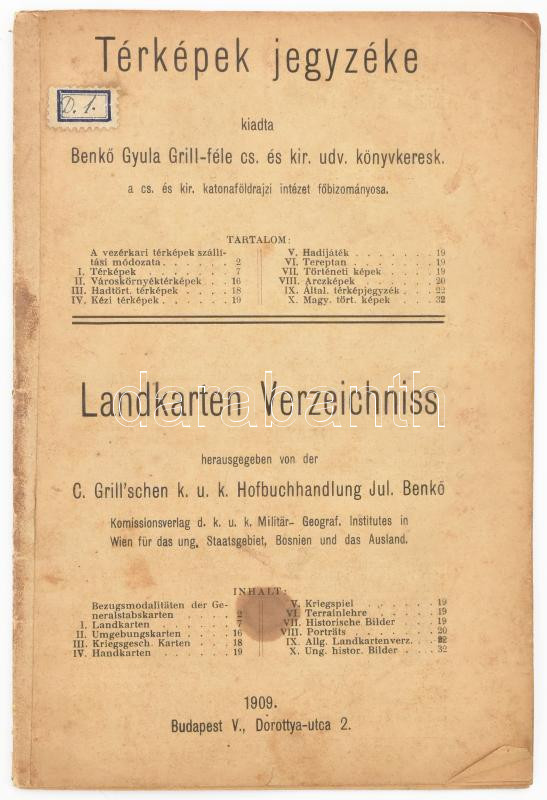 Térképek jegyzéke
D. 1.
kiadta
Benkő Gyula Grill-féle cs. és kir. udv. könyvkeresk.
a cs. és kir. katonaföldrajzi intézet főbizományosa.
TARTALOM:
A vezérkari térképek szállí-
tási módozata . . . . . . 2
I. Térképek . . . . . . . 7
II. Városkörnyéktérképek . . 16
III. Hadtört. térképek . . . . 18
IV. Kézi térképek . . . . . . 19
V. Hadijáték . . . . . . . 19
VI. Tereptan . . . . . . . 19
VII. Történeti képek . . . . 19
VIII. Arczképek . . . . . . 20
IX. Által. térképjegyzék . . . 22
X. Magy. tört. képek . . . . 32
Landkarten Verzeichniss
darabanth
herausgegeben von der
C. Grill'schen k. u. k. Hofbuchhandlung Jul. Benkő
Komissionsverlag d. k. u. k. Militär- Geograf. Institutes in
Wien für das ung. Staatsgebiet, Bosnien und das Ausland.
INHALT:
Bezugsmodalitäten der Ge-
neralstabskarten . . . . . 2
I. Landkarten . . . . . . 7
II. Umgebungskarten . . . . 16
III. Kriegsgesch. Karten . . . 18
IV. Handkarten . . . . . . 19
V. Kriegspiel . . . . . . . 19
VI. Terrainlehre . . . . . . 19
VII. Historische Bilder . . . 19
VIII. Porträts . . . . . . . 20
IX. Allg. Landkartenverz. . . 22
X. Ung. histor. Bilder . . . . 32
1909.
Budapest V., Dorottya-utca 2.